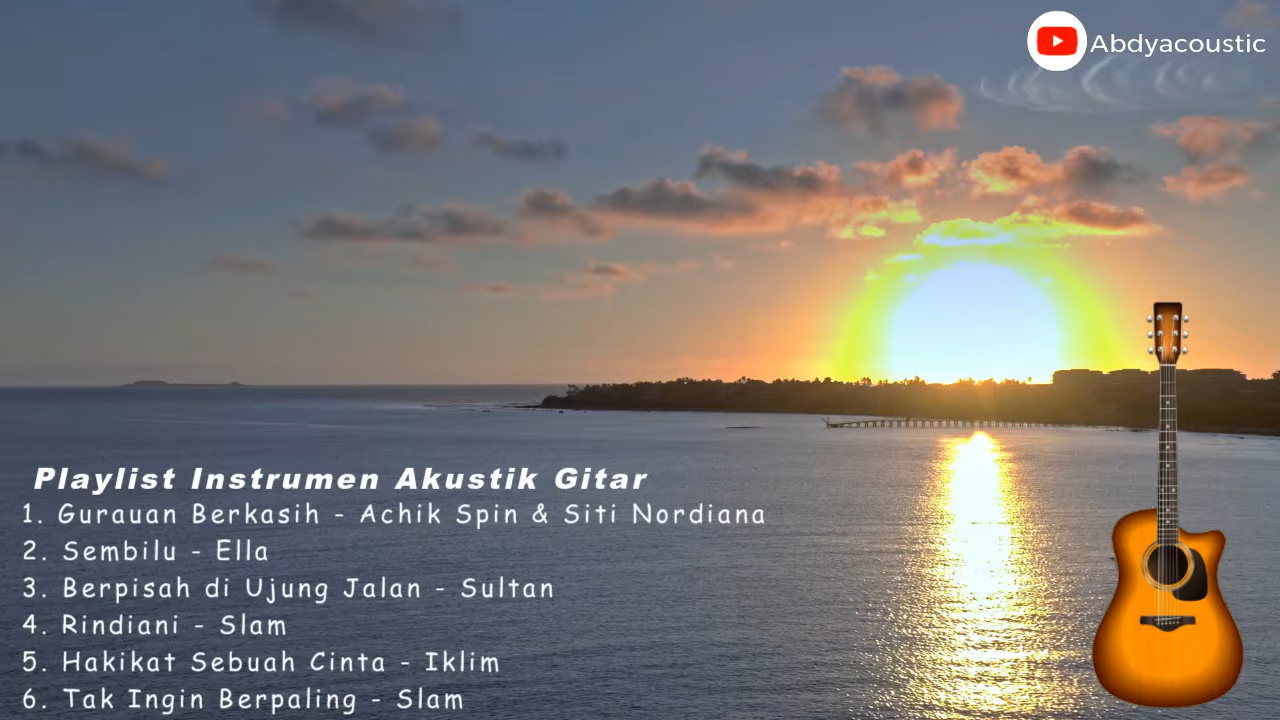 Abdyacoustic
Playlist Instrumen Akustik Gitar
1. Gurauan Berkasih - Achik Spin & Siti Nordiana
2. Sembilu - Ella
3. Berpisah di Ujung Jalan - Sultan
4. Rindiani - Slam
5. Hakikat Sebuah Cinta - Iklim
6. Tak Ingin Berpaling - Slam